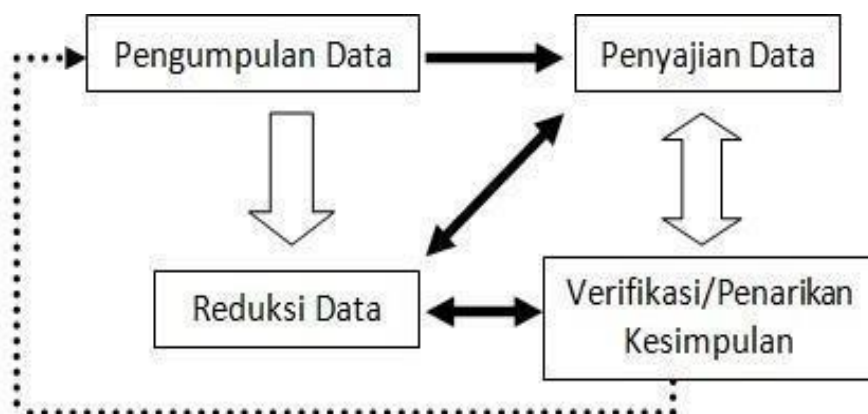 Pengumpulan Data
Penyajian Data
Reduksi Data
Verifikasi/Penarikan
Kesimpulan